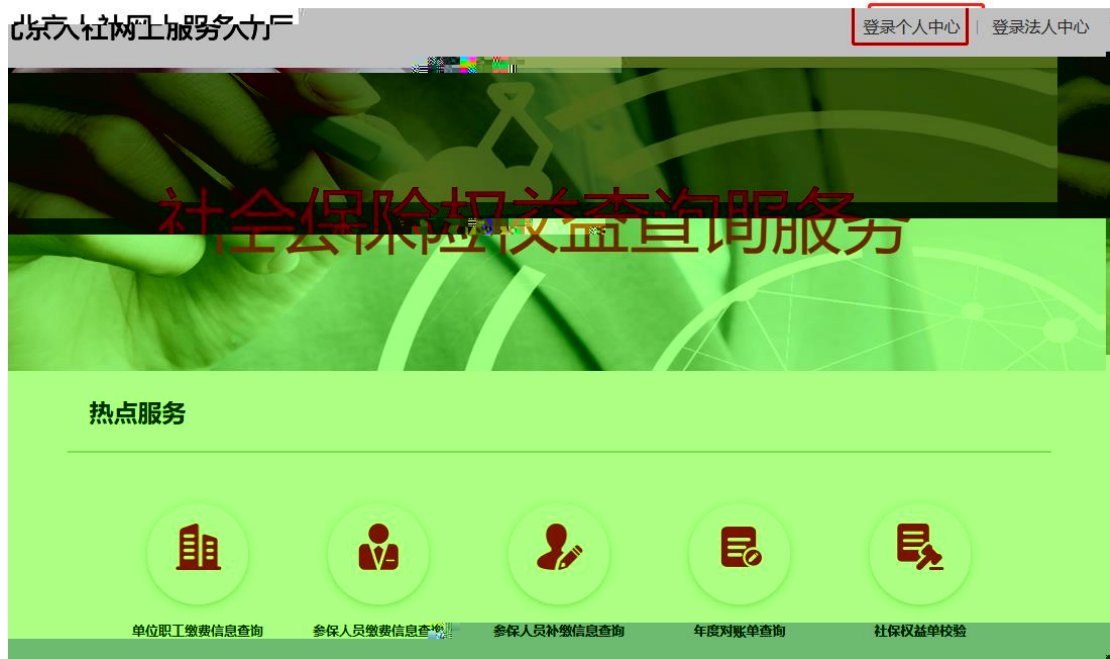 北京人社网上服务大厅
登录个人中心 | 登录法人中心
社会保险权益查询服务
热点服务
单位职工缴费信息查询
参保人员缴费信息查询
参保人员补缴信息查询
年度对账单查询
社保权益单校验